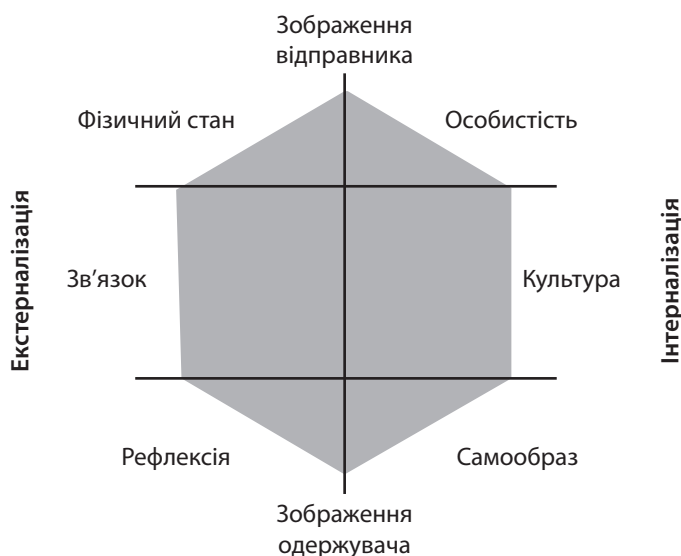 Зображення
відправника
Фізичний стан
Особистість
Екстерналізація
Зв’язок
Культура
Інтерналізація
Рефлексія
Самообраз
Зображення
одержувача